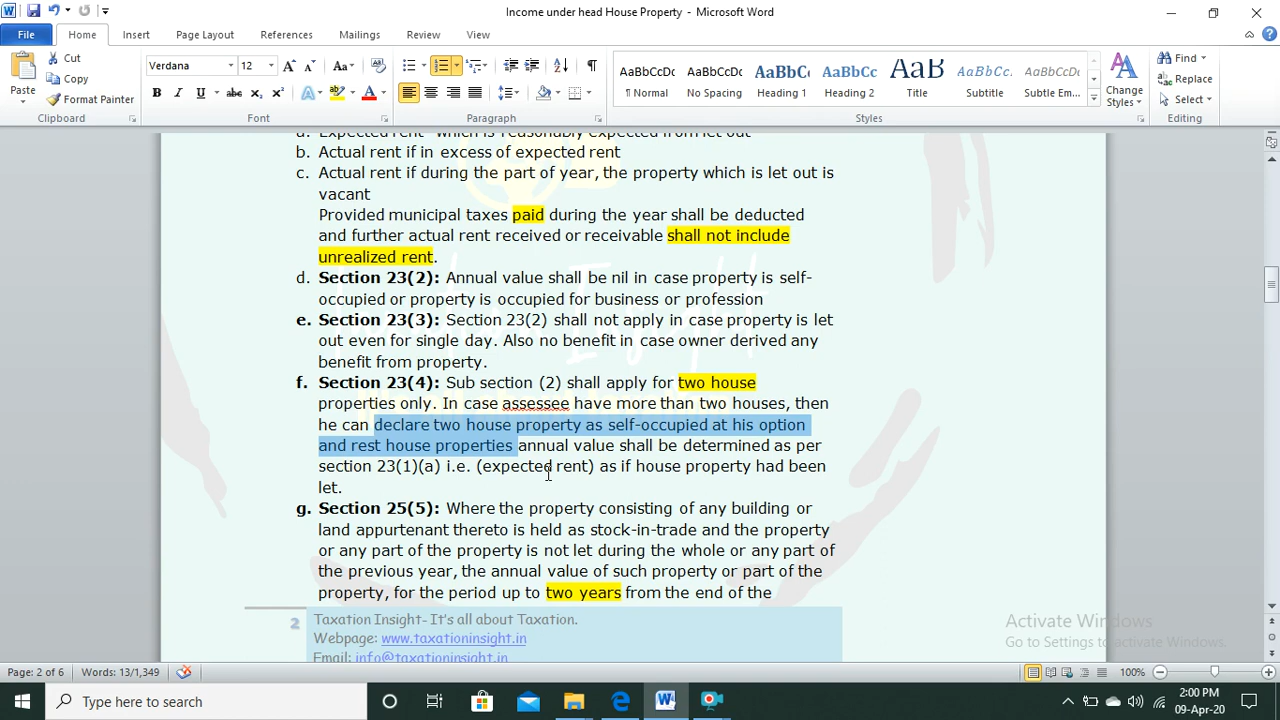 Income under head House Property - Microsoft Word
File Home Insert Page Layout References Mailings Review View
Paste
Cut
Copy
Format Painter
Clipboard
Verdana 12
Font
Paragraph
AaBbCcDc AaBbCcDc AaBbCc AaBbCc AaB AaBbCcL AaBbCcDc
¶ Normal No Spacing Heading 1 Heading 2 Title Subtitle Subtle Em...
Change Styles
Styles
Find
Replace
Select
Editing
a. Expected rent- which is reasonably expected from let out
b. Actual rent if in excess of expected rent
c. Actual rent if during the part of year, the property which is let out is
vacant
Provided municipal taxes paid during the year shall be deducted
and further actual rent received or receivable shall not include
unrealized rent.
d. Section 23(2): Annual value shall be nil in case property is self-
occupied or property is occupied for business or profession
e. Section 23(3): Section 23(2) shall not apply in case property is let
out even for single day. Also no benefit in case owner derived any
benefit from property.
f. Section 23(4): Sub section (2) shall apply for two house
properties only. In case assessee have more than two houses, then
he can declare two house property as self-occupied at his option
and rest house properties annual value shall be determined as per
section 23(1)(a) i.e. (expected rent) as if house property had been
let.
g. Section 25(5): Where the property consisting of any building or
land appurtenant thereto is held as stock-in-trade and the property
or any part of the property is not let during the whole or any part of
the previous year, the annual value of such property or part of the
property, for the period up to two years from the end of the
2 Taxation Insight- It's all about Taxation.
Webpage: www.taxationinsight.in
Email: info@taxationinsight.in
Activate Windows
Go to Settings to activate Windows.
Page: 2 of 6 Words: 13/1,349 100%
Type here to search
2:00 PM
09-Apr-20